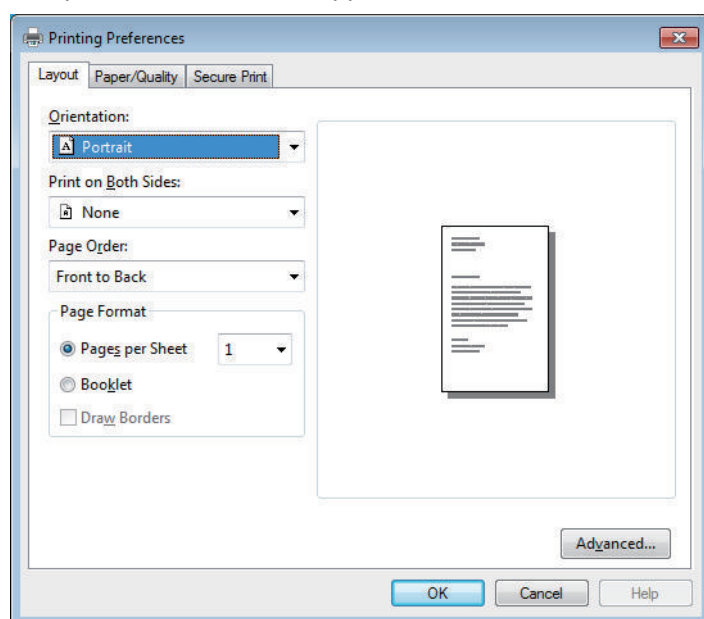 Printing Preferences
Layout Paper/Quality Secure Print
Orientation:
A Portrait
Print on Both Sides:
None
Page Order:
Front to Back
Page Format
Pages per Sheet 1
Booklet
Draw Borders
Advanced...
OK Cancel Help